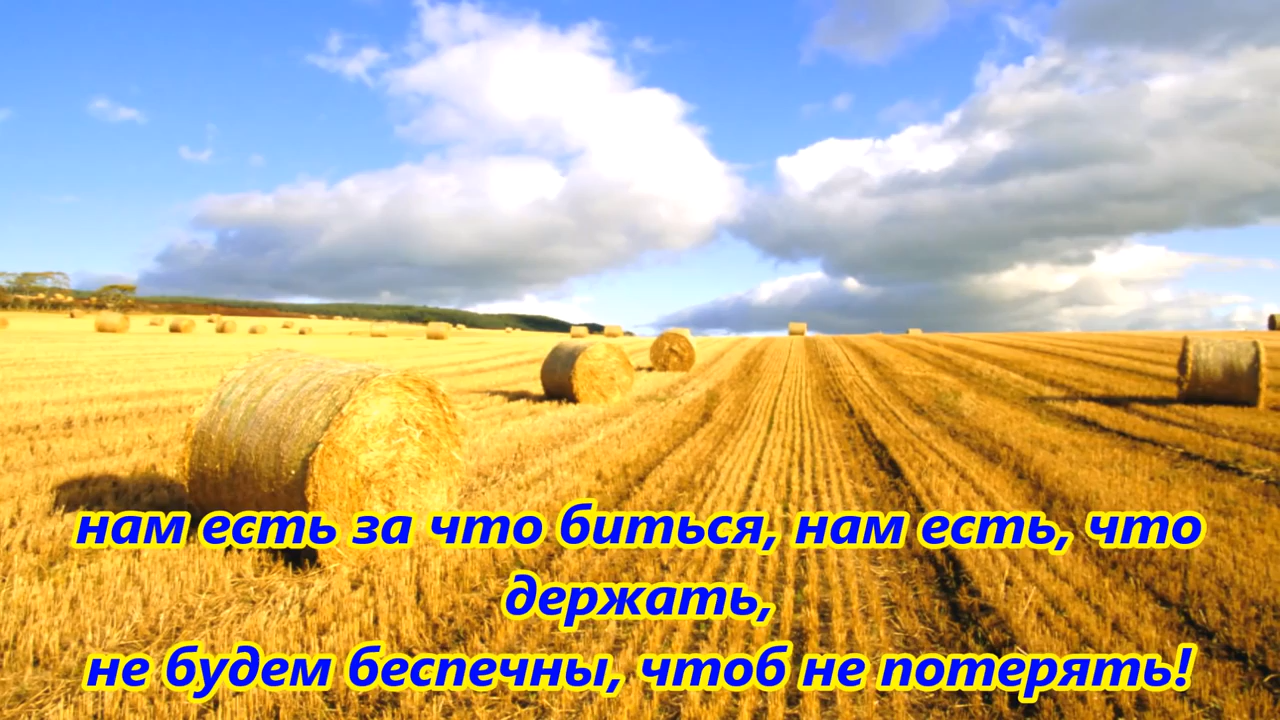 нам есть за что биться, нам есть, что
держать,
не будем беспечны, чтоб не потерять!